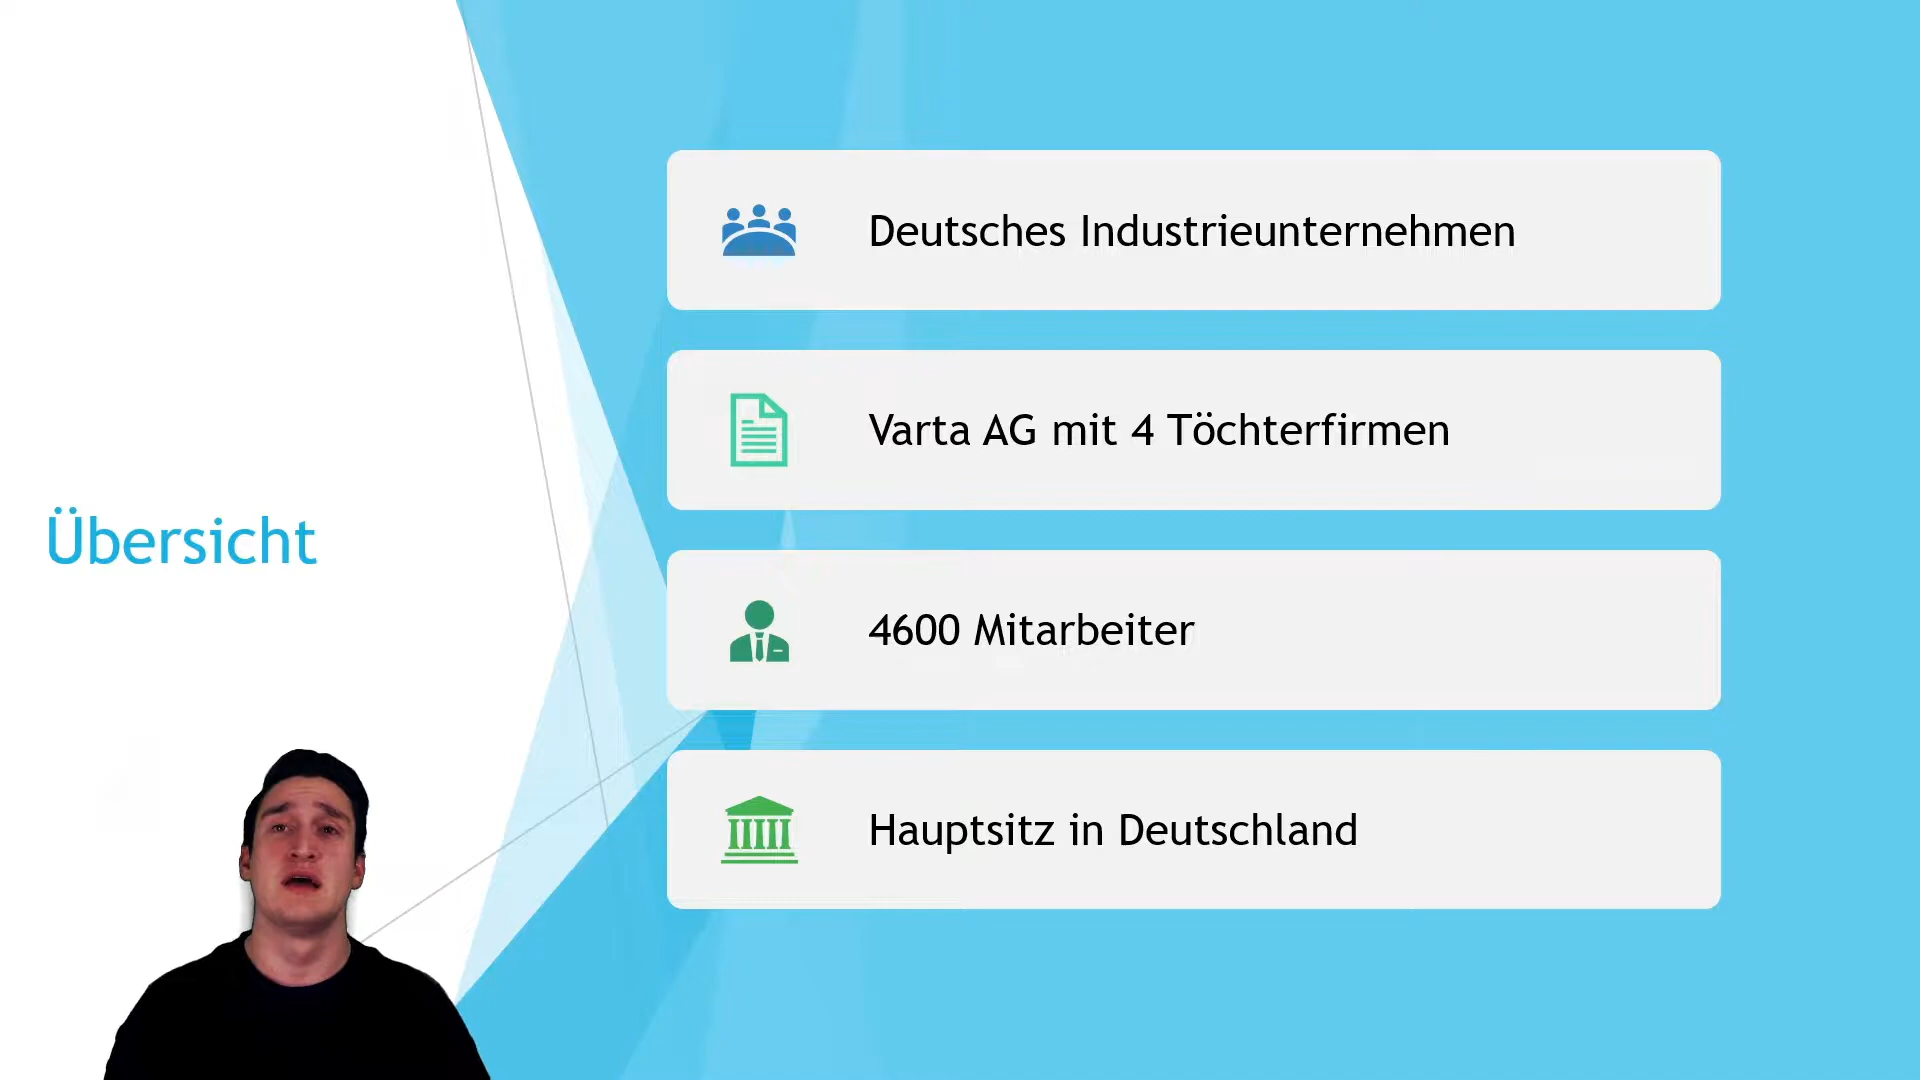 Übersicht
Deutsches Industrieunternehmen
Varta AG mit 4 Töchterfirmen
4600 Mitarbeiter
Hauptsitz in Deutschland